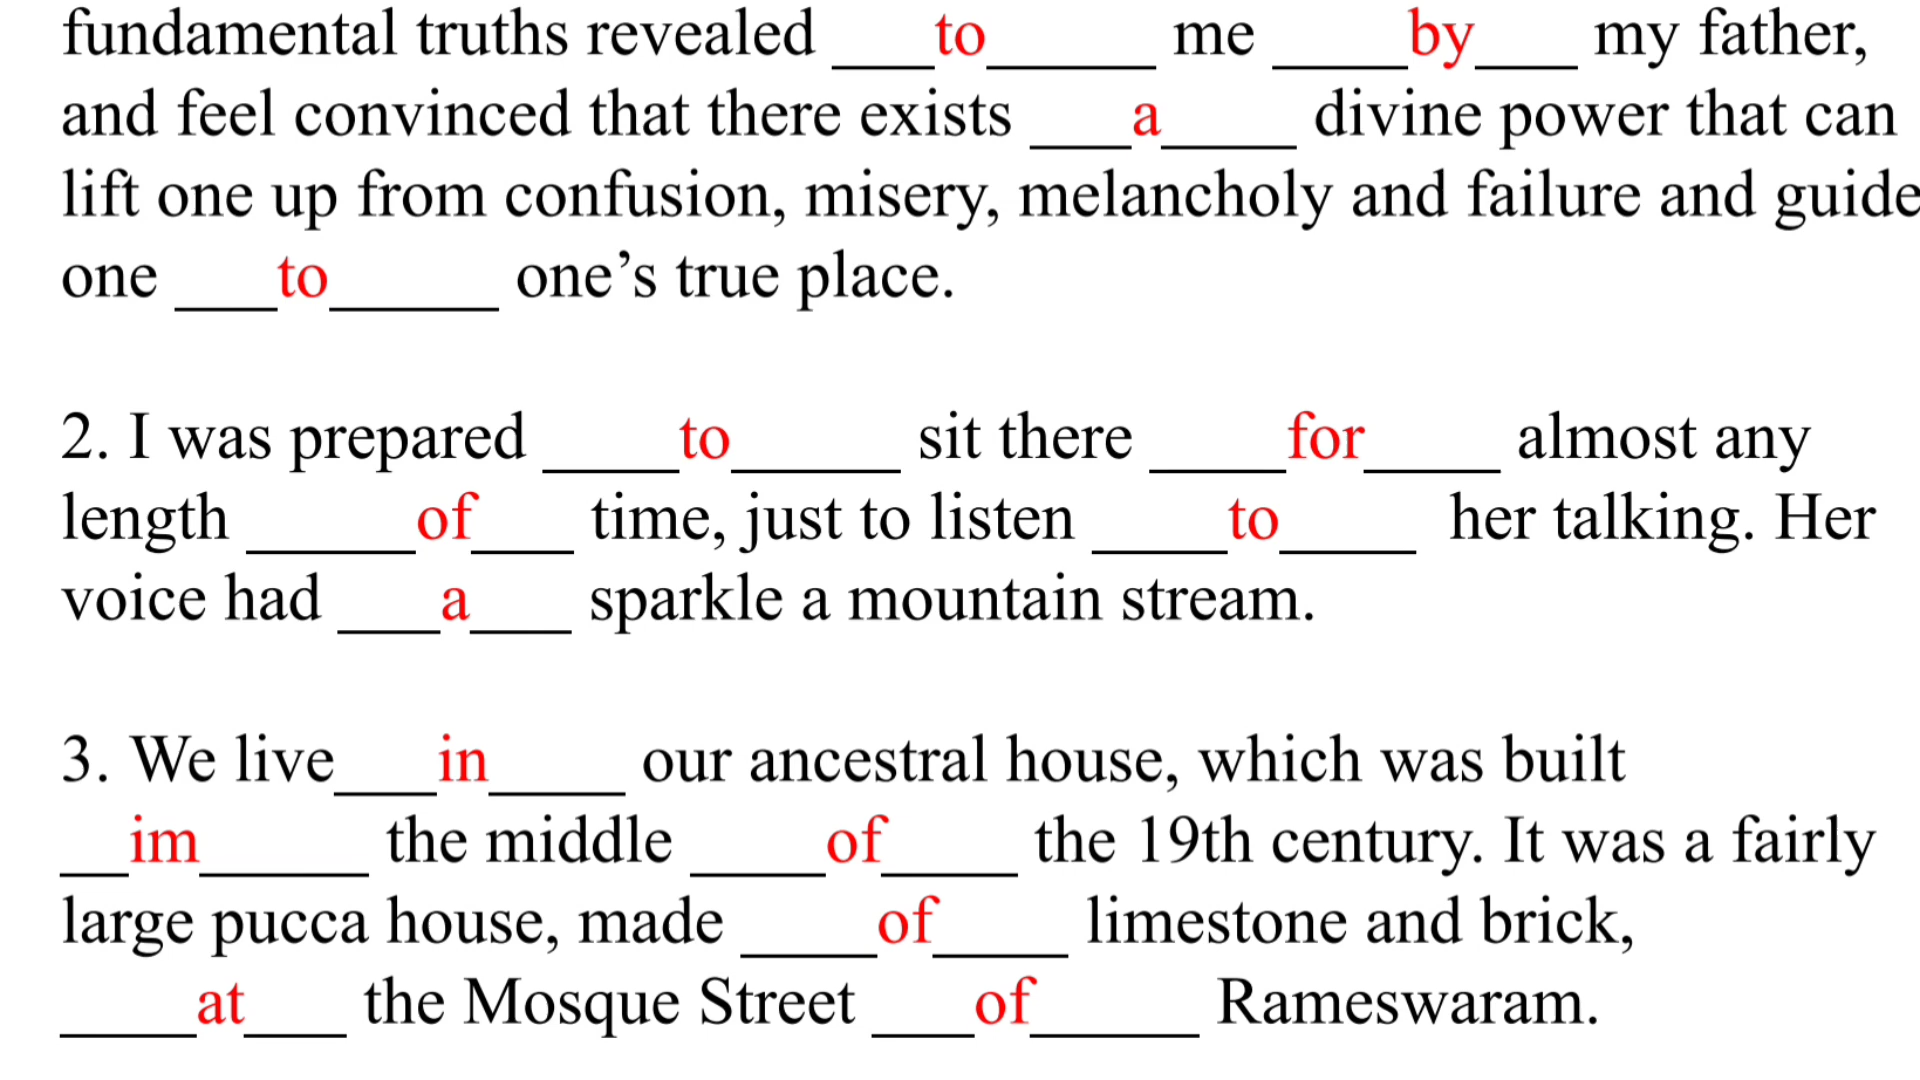 fundamental truths revealed ___to_____ me ____by___ my father,
and feel convinced that there exists ___a____ divine power that can
lift one up from confusion, misery, melancholy and failure and guide
one ___to_____ one’s true place.
2. I was prepared ____to_____ sit there ____for____ almost any
length _____of___ time, just to listen ____to____ her talking. Her
voice had ___a___ sparkle a mountain stream.
3. We live___in____ our ancestral house, which was built
__im_____ the middle ____of____ the 19th century. It was a fairly
large pucca house, made ____of____ limestone and brick,
____at___ the Mosque Street ___of_____ Rameswaram.